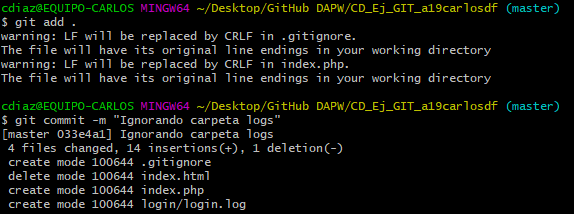 cdiaz@EQUIPO-CARLOS MINGW64 ~/Desktop/GitHub DAPW/CD_Ej_GIT_a19carlosdf (master)
$ git add .
warning: LF will be replaced by CRLF in .gitignore.
The file will have its original line endings in your working directory
warning: LF will be replaced by CRLF in index.php.
The file will have its original line endings in your working directory
cdiaz@EQUIPO-CARLOS MINGW64 ~/Desktop/GitHub DAPW/CD_Ej_GIT_a19carlosdf (master)
$ git commit -m "Ignorando carpeta logs"
[master 033e4a1] Ignorando carpeta logs
 4 files changed, 14 insertions(+), 1 deletion(-)
 create mode 100644 .gitignore
 delete mode 100644 index.html
 create mode 100644 index.php
 create mode 100644 login/login.log